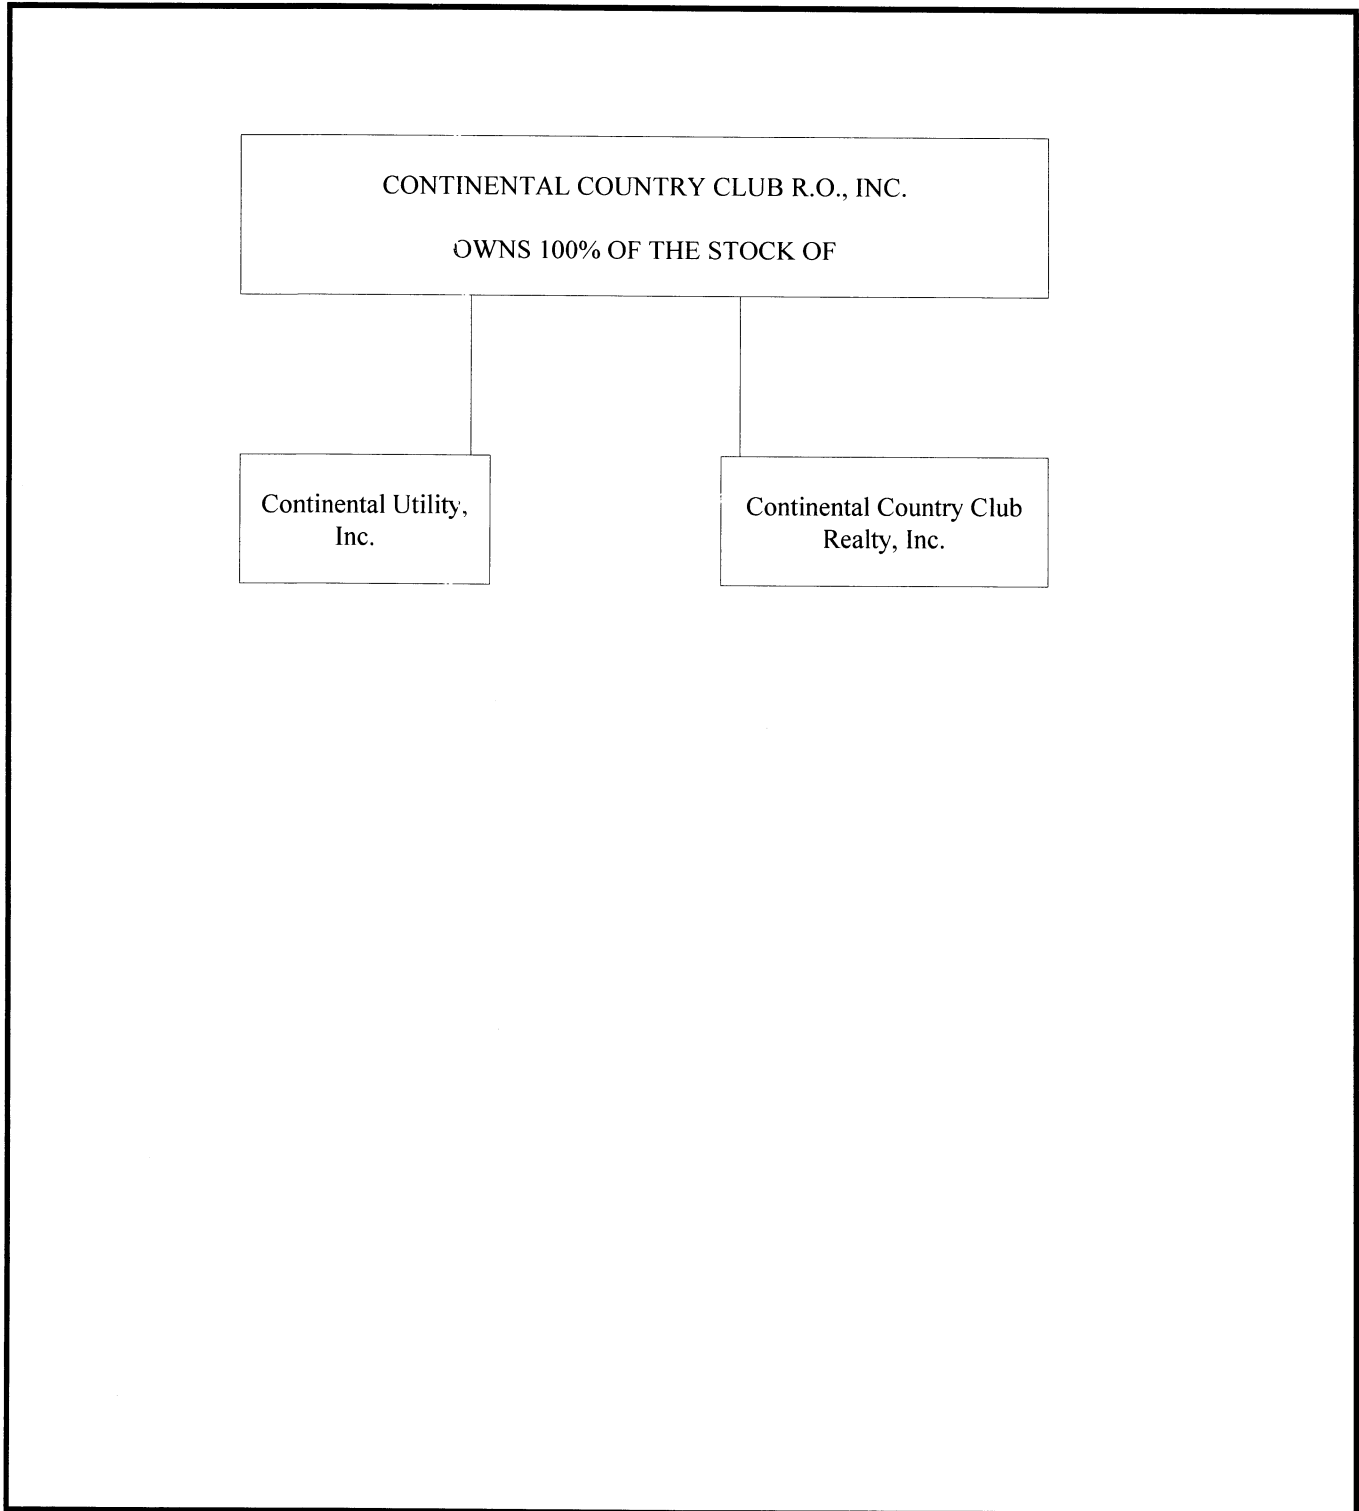 CONTINENTAL COUNTRY CLUB R.O., INC.
OWNS 100% OF THE STOCK OF
Continental Utility,
Inc.
Continental Country Club
Realty, Inc.